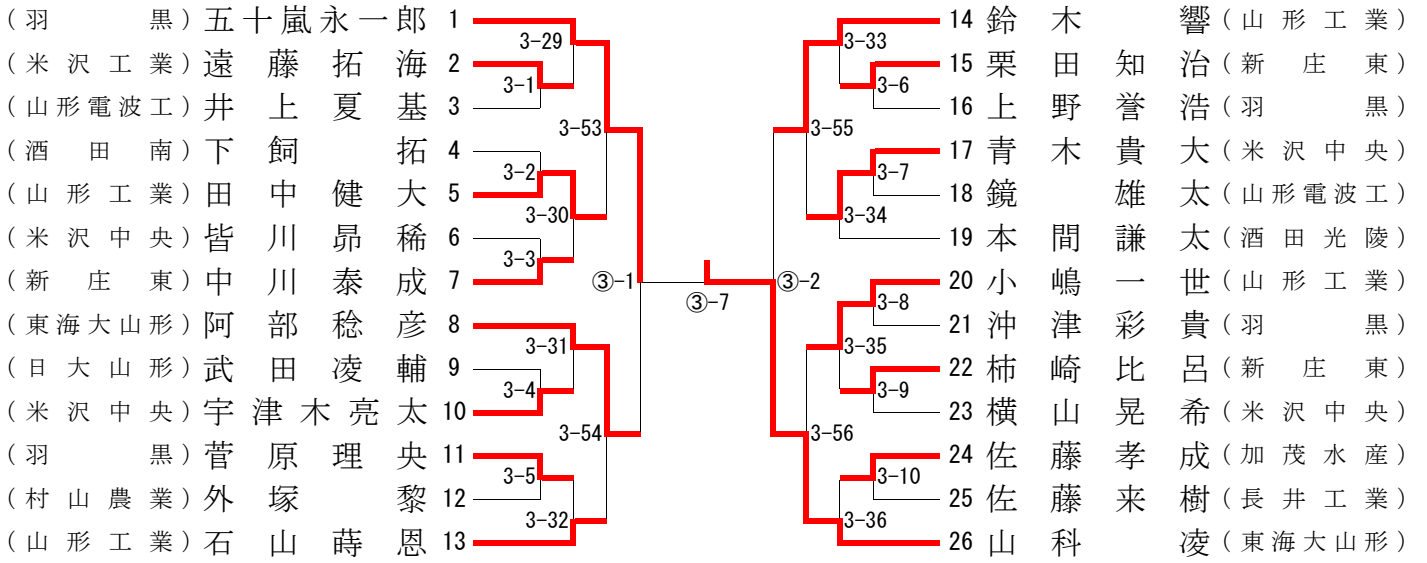 (羽黒) 五十嵐永一郎 1
(米沢工業) 遠藤拓海 2
(山形電波工) 井上夏基 3
(酒田南) 下飼拓 4
(山形工業) 田中健大 5
(米沢中央) 皆川昴稀 6
(新庄東) 中川泰成 7
(東海大山形) 阿部稔彦 8
(日大山形) 武田凌輔 9
(米沢中央) 宇津木亮太 10
(羽黒) 菅原理央 11
(村山農業) 外塚黎 12
(山形工業) 石山蒔恩 13
3-29
3-1
3-53
3-2
3-30
3-3
③-1
3-31
3-4
3-54
3-5
3-32
③-7
3-33
3-6
3-55
3-7
3-34
③-2
3-8
3-35
3-9
3-56
3-10
3-36
14 鈴木響 (山形工業)
15 栗田知治 (新庄東)
16 上野誉浩 (羽黒)
17 青木貴大 (米沢中央)
18 鏡雄太 (山形電波工)
19 本間謙太 (酒田光陵)
20 小嶋一世 (山形工業)
21 沖津彩貴 (羽黒)
22 柿崎比呂 (新庄東)
23 横山晃希 (米沢中央)
24 佐藤孝成 (加茂水産)
25 佐藤来樹 (長井工業)
26 山科凌 (東海大山形)